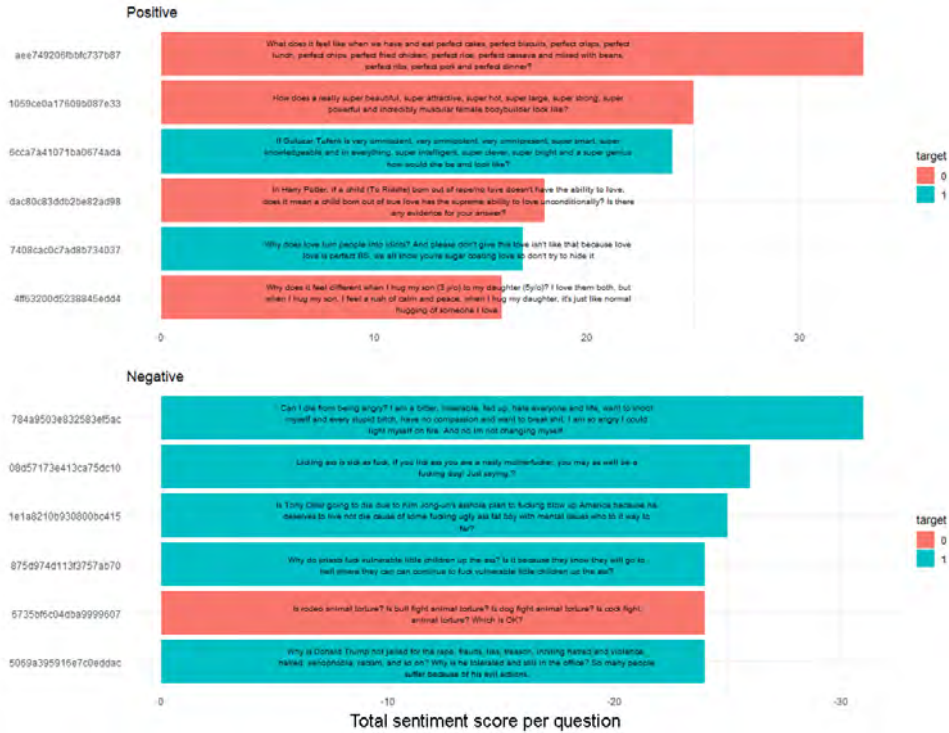 Positive
aee749206fbbfc737b87
What does it feel like when we have and eat perfect cakes, perfect biscuits, perfect crisps, perfect
lunch, perfect chips, perfect fried chicken, perfect rice, perfect cassava and mixed with beans,
perfect ribs, perfect pork and perfect dinner?
1059ce0a17609b087e33
How does a really super beautiful, super attractive, super hot, super large, super strong, super
powerful and incredibly muscular female bodybuilder look like?
6cca7a41071ba0674ada
If Gulizar Tufenk is very omniscient, very omnipotent, very omnipresent, super smart, super
knowledgeable and in everything, super intelligent, super clever, super bright and a super genius
how would she be and look like?
dac80c83ddb2be82ad98
In Harry Potter, if a child (To Riddle) born out of rape/no love doesn't have the ability to love,
does it mean a child born out of true love has the supreme ability to love unconditionally? Is there
any evidence for your answer?
7408cac0c7ad8b734037
Why does love turn people into idiots? And please don't give this love isn't like that because love
love is perfect BS, we all know you're sugar coating love so don't try to hide it
4ff63200d5238845edd4
Why does it feel different when I hug my son (3 y/o) to my daughter (5y/o)? I love them both, but
when I hug my son, I feel a rush of calm and peace, when I hug my daughter, it's just like normal
hugging of someone I love
0 10 20 30
target
0
1
Negative
784a9503e832583ef5ac
Can I die from being angry? I am a bitter, miserable, fed up, hate everyone and life, want to shoot
myself and every stupid bitch, have no compassion and want to break shit. I am so angry I could
light myself on fire. And no Im not changing myself
08d57173e413ca75dc10
Licking ass is sick as fuck, if you lick ass you are a nasty motherfucker, you may as well be a
fucking dog! Just saying.?
1e1a8210b930800bc415
Is Tony going to die due to Kim Jong-un's asshole plan to fucking blow up America because he
deserves to live not die cause of some fucking ugly ass fat boy with mental issues who to it way to
far?
875d974d113f3757ab70
Why do priests fuck vulnerable little children up the ass? Is it because they know they will go to
hell where they can continue to fuck vulnerable little children up the ass?
6735bf6c04dba9999607
Is rodeo animal torture? Is bull fight animal torture? Is dog fight animal torture? Is cock fight,
animal torture? Which is OK?
5069a395916e7c0eddac
Why is Donald Trump not jailed for the rape, frauds, lies, treason, inciting hatred and violence,
hatred, xenophobia, racism, and so on? Why is he tolerated and still in the office? So many people
suffer because of his evil actions.
0 -10 -20 -30
target
0
1
Total sentiment score per question